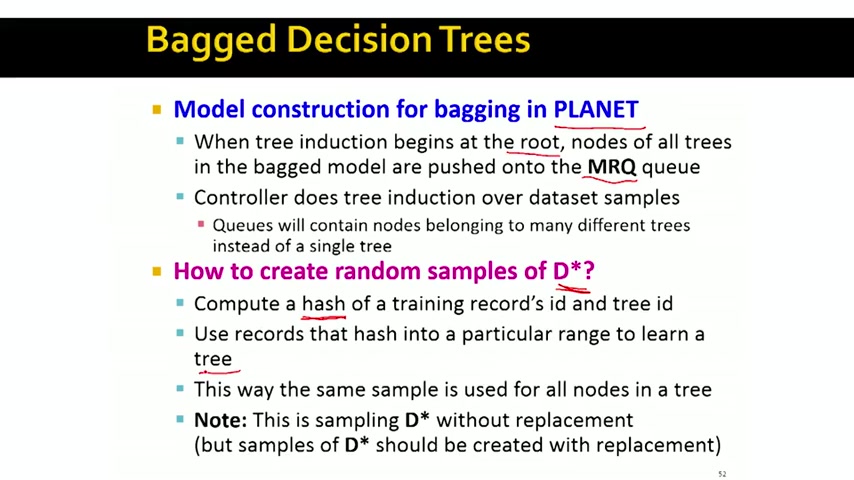 Bagged Decision Trees
Model construction for bagging in PLANET
When tree induction begins at the root, nodes of all trees
in the bagged model are pushed onto the MRQ queue
Controller does tree induction over dataset samples
Queues will contain nodes belonging to many different trees
instead of a single tree
How to create random samples of D*?
Compute a hash of a training record's id and tree id
Use records that hash into a particular range to learn a
tree
This way the same sample is used for all nodes in a tree
Note: This is sampling D* without replacement
(but samples of D* should be created with replacement)
52